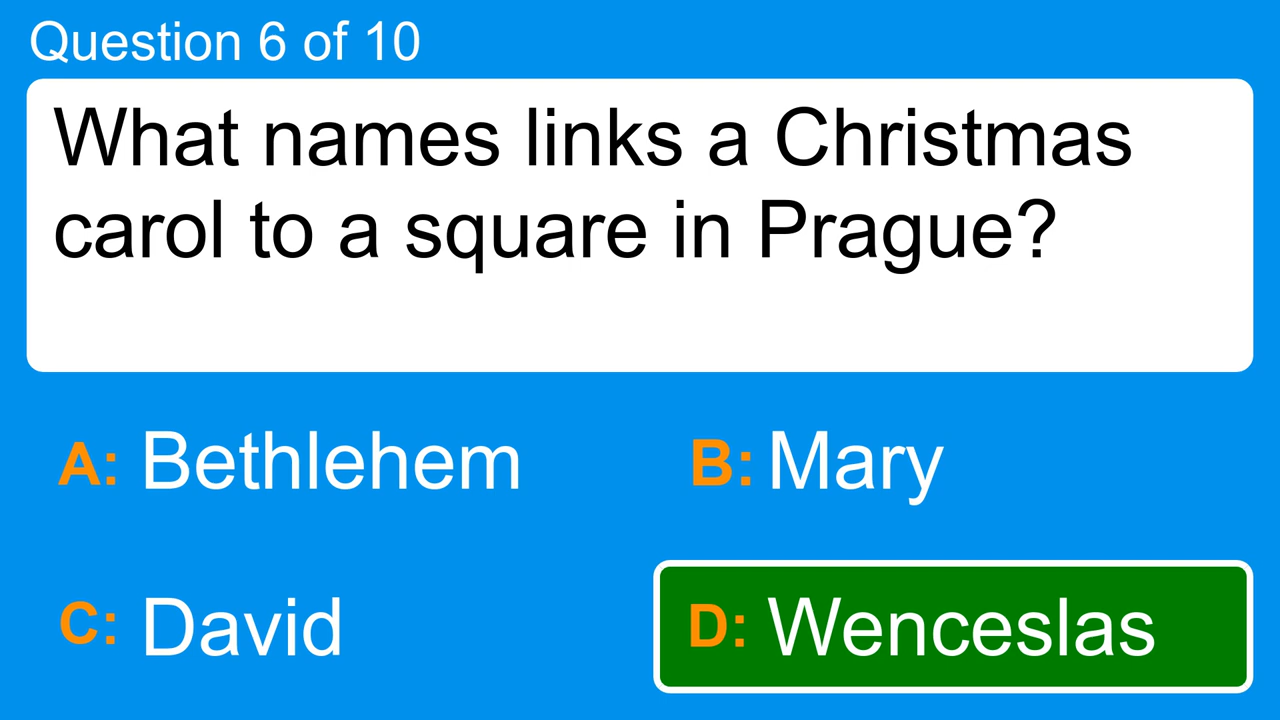 Question 6 of 10
What names links a Christmas
carol to a square in Prague?
A: Bethlehem
B: Mary
C: David
D: Wenceslas